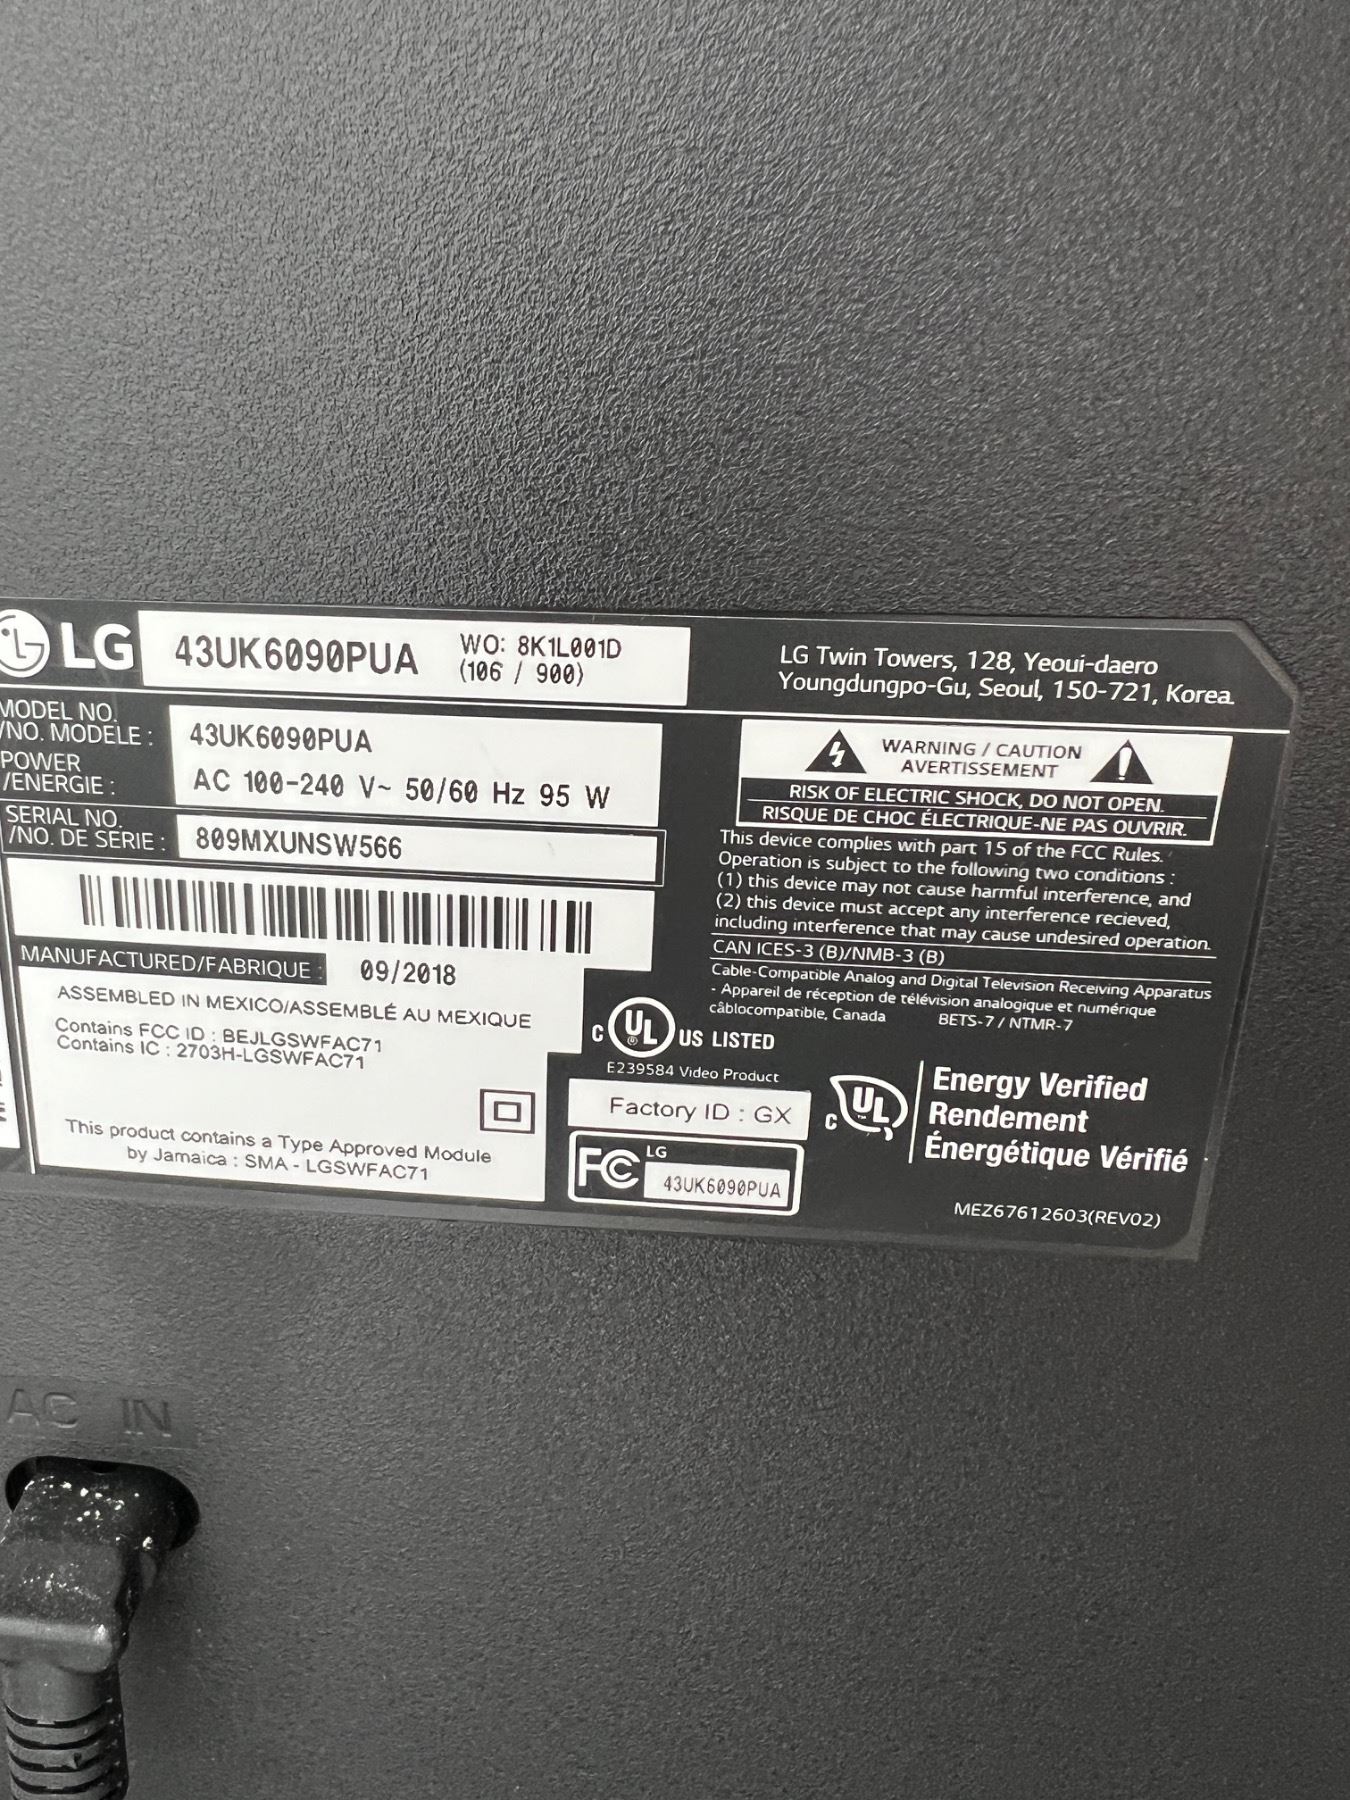 LG 43UK6090PUA WO: 8K1L001D
(106 / 900)
LG Twin Towers, 128, Yeoui-daero
Youngdungpo-Gu, Seoul, 150-721, Korea.
MODEL NO.
/NO. MODELE : 43UK6090PUA
POWER
/ENERGIE : AC 100-240 V~ 50/60 Hz 95 W
SERIAL NO.
/NO. DE SERIE : 809MXUNSW566
MANUFACTURED/FABRIQUE : 09/2018
ASSEMBLED IN MEXICO/ASSEMBLÉ AU MEXIQUE
Contains FCC ID : BEJLGSWFAC71
Contains IC : 2703H-LGSWFAC71
This product contains a Type Approved Module
by Jamaica : SMA - LGSWFAC71
WARNING / CAUTION
AVERTISSEMENT
RISK OF ELECTRIC SHOCK, DO NOT OPEN.
RISQUE DE CHOC ÉLECTRIQUE-NE PAS OUVRIR.
This device complies with part 15 of the FCC Rules.
Operation is subject to the following two conditions :
(1) this device may not cause harmful interference, and
(2) this device must accept any interference recieved,
including interference that may cause undesired operation.
CAN ICES-3 (B)/NMB-3 (B)
Cable-Compatible Analog and Digital Television Receiving Apparatus
- Appareil de réception de télévision analogique et numérique
câblocompatible, Canada BETS-7 / NTMR-7
C UL US LISTED
E239584 Video Product
Factory ID : GX
FC LG
43UK6090PUA
C UL Energy Verified
Rendement
Énergétique Vérifié
MEZ67612603(REV02)
AC IN